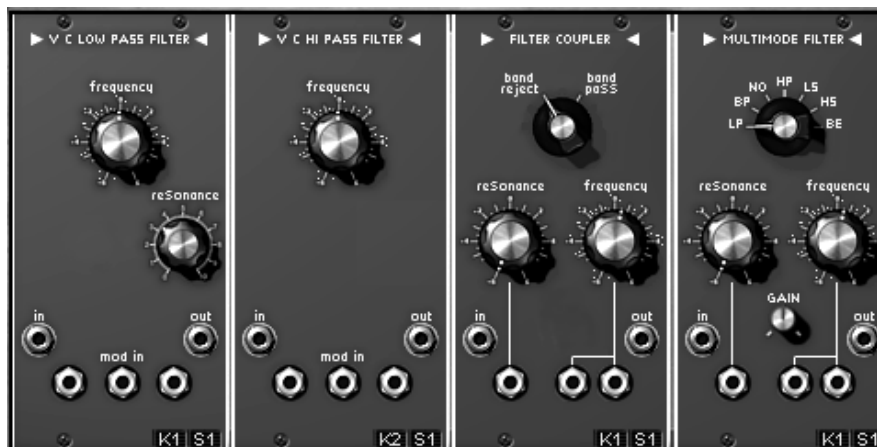 V C LOW PASS FILTER
frequency
reSonance
in
out
mod in
K1 S1
V C HI PASS FILTER
frequency
in
out
mod in
K2 S1
FILTER COUPLER
band reject
band paSS
reSonance
frequency
in
out
K1 S1
MULTIMODE FILTER
LP
BP
NO
HP
LS
HS
BE
reSonance
frequency
GAIN
in
out
K1 S1